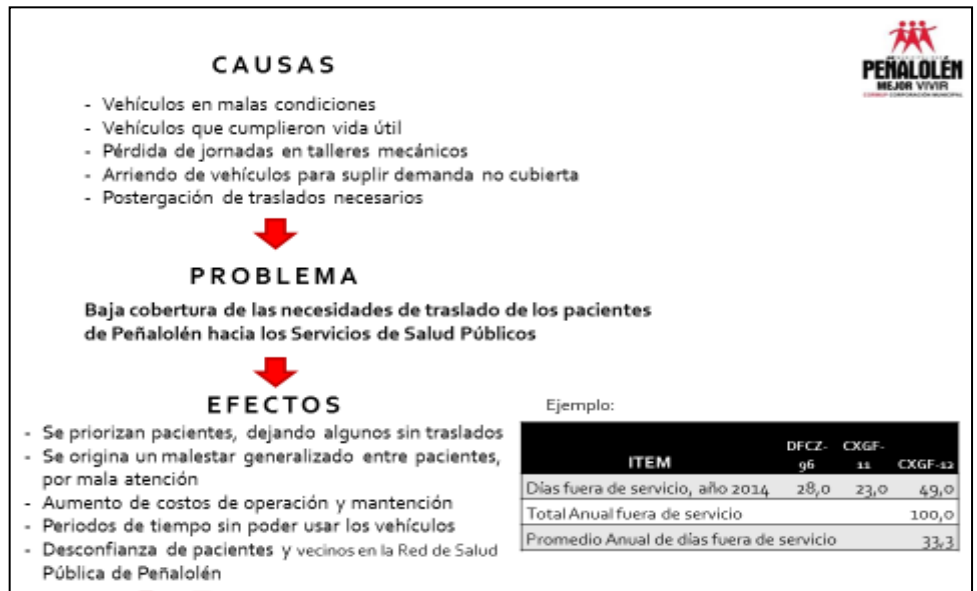 PEÑALOLÉN
MEJOR VIVIR
CORMUP CORPORACIÓN MUNICIPAL
CAUSAS
- Vehículos en malas condiciones
- Vehículos que cumplieron vida útil
- Pérdida de jornadas en talleres mecánicos
- Arriendo de vehículos para suplir demanda no cubierta
- Postergación de traslados necesarios
PROBLEMA
Baja cobertura de las necesidades de traslado de los pacientes
de Peñalolén hacia los Servicios de Salud Públicos
EFECTOS
- Se priorizan pacientes, dejando algunos sin traslados
- Se origina un malestar generalizado entre pacientes,
por mala atención
- Aumento de costos de operación y mantención
- Periodos de tiempo sin poder usar los vehículos
- Desconfianza de pacientes y vecinos en la Red de Salud
Pública de Peñalolén
Ejemplo:
ITEM DFCZ-96 CXGF-11 CXGF-12
Días fuera de servicio, año 2014 28,0 23,0 49,0
Total Anual fuera de servicio 100,0
Promedio Anual de días fuera de servicio 33,3